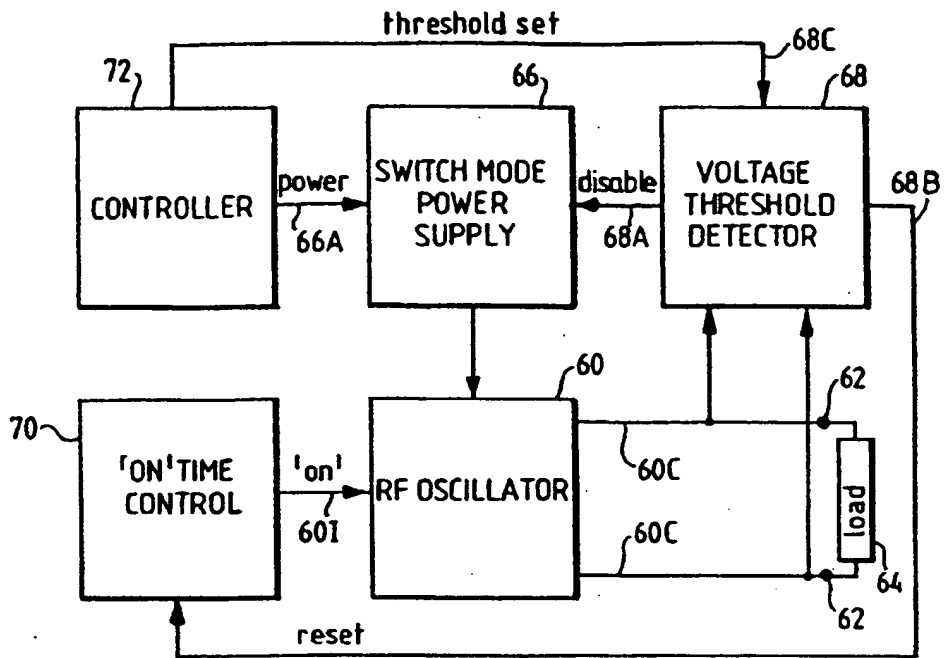 threshold set
68C
72
66
68
CONTROLLER
power
66A
SWITCH MODE
POWER
SUPPLY
disable
68A
VOLTAGE
THRESHOLD
DETECTOR
68B
60
62
70
'ON' TIME
CONTROL
'on'
60I
RF OSCILLATOR
60C
60C
load
64
62
reset